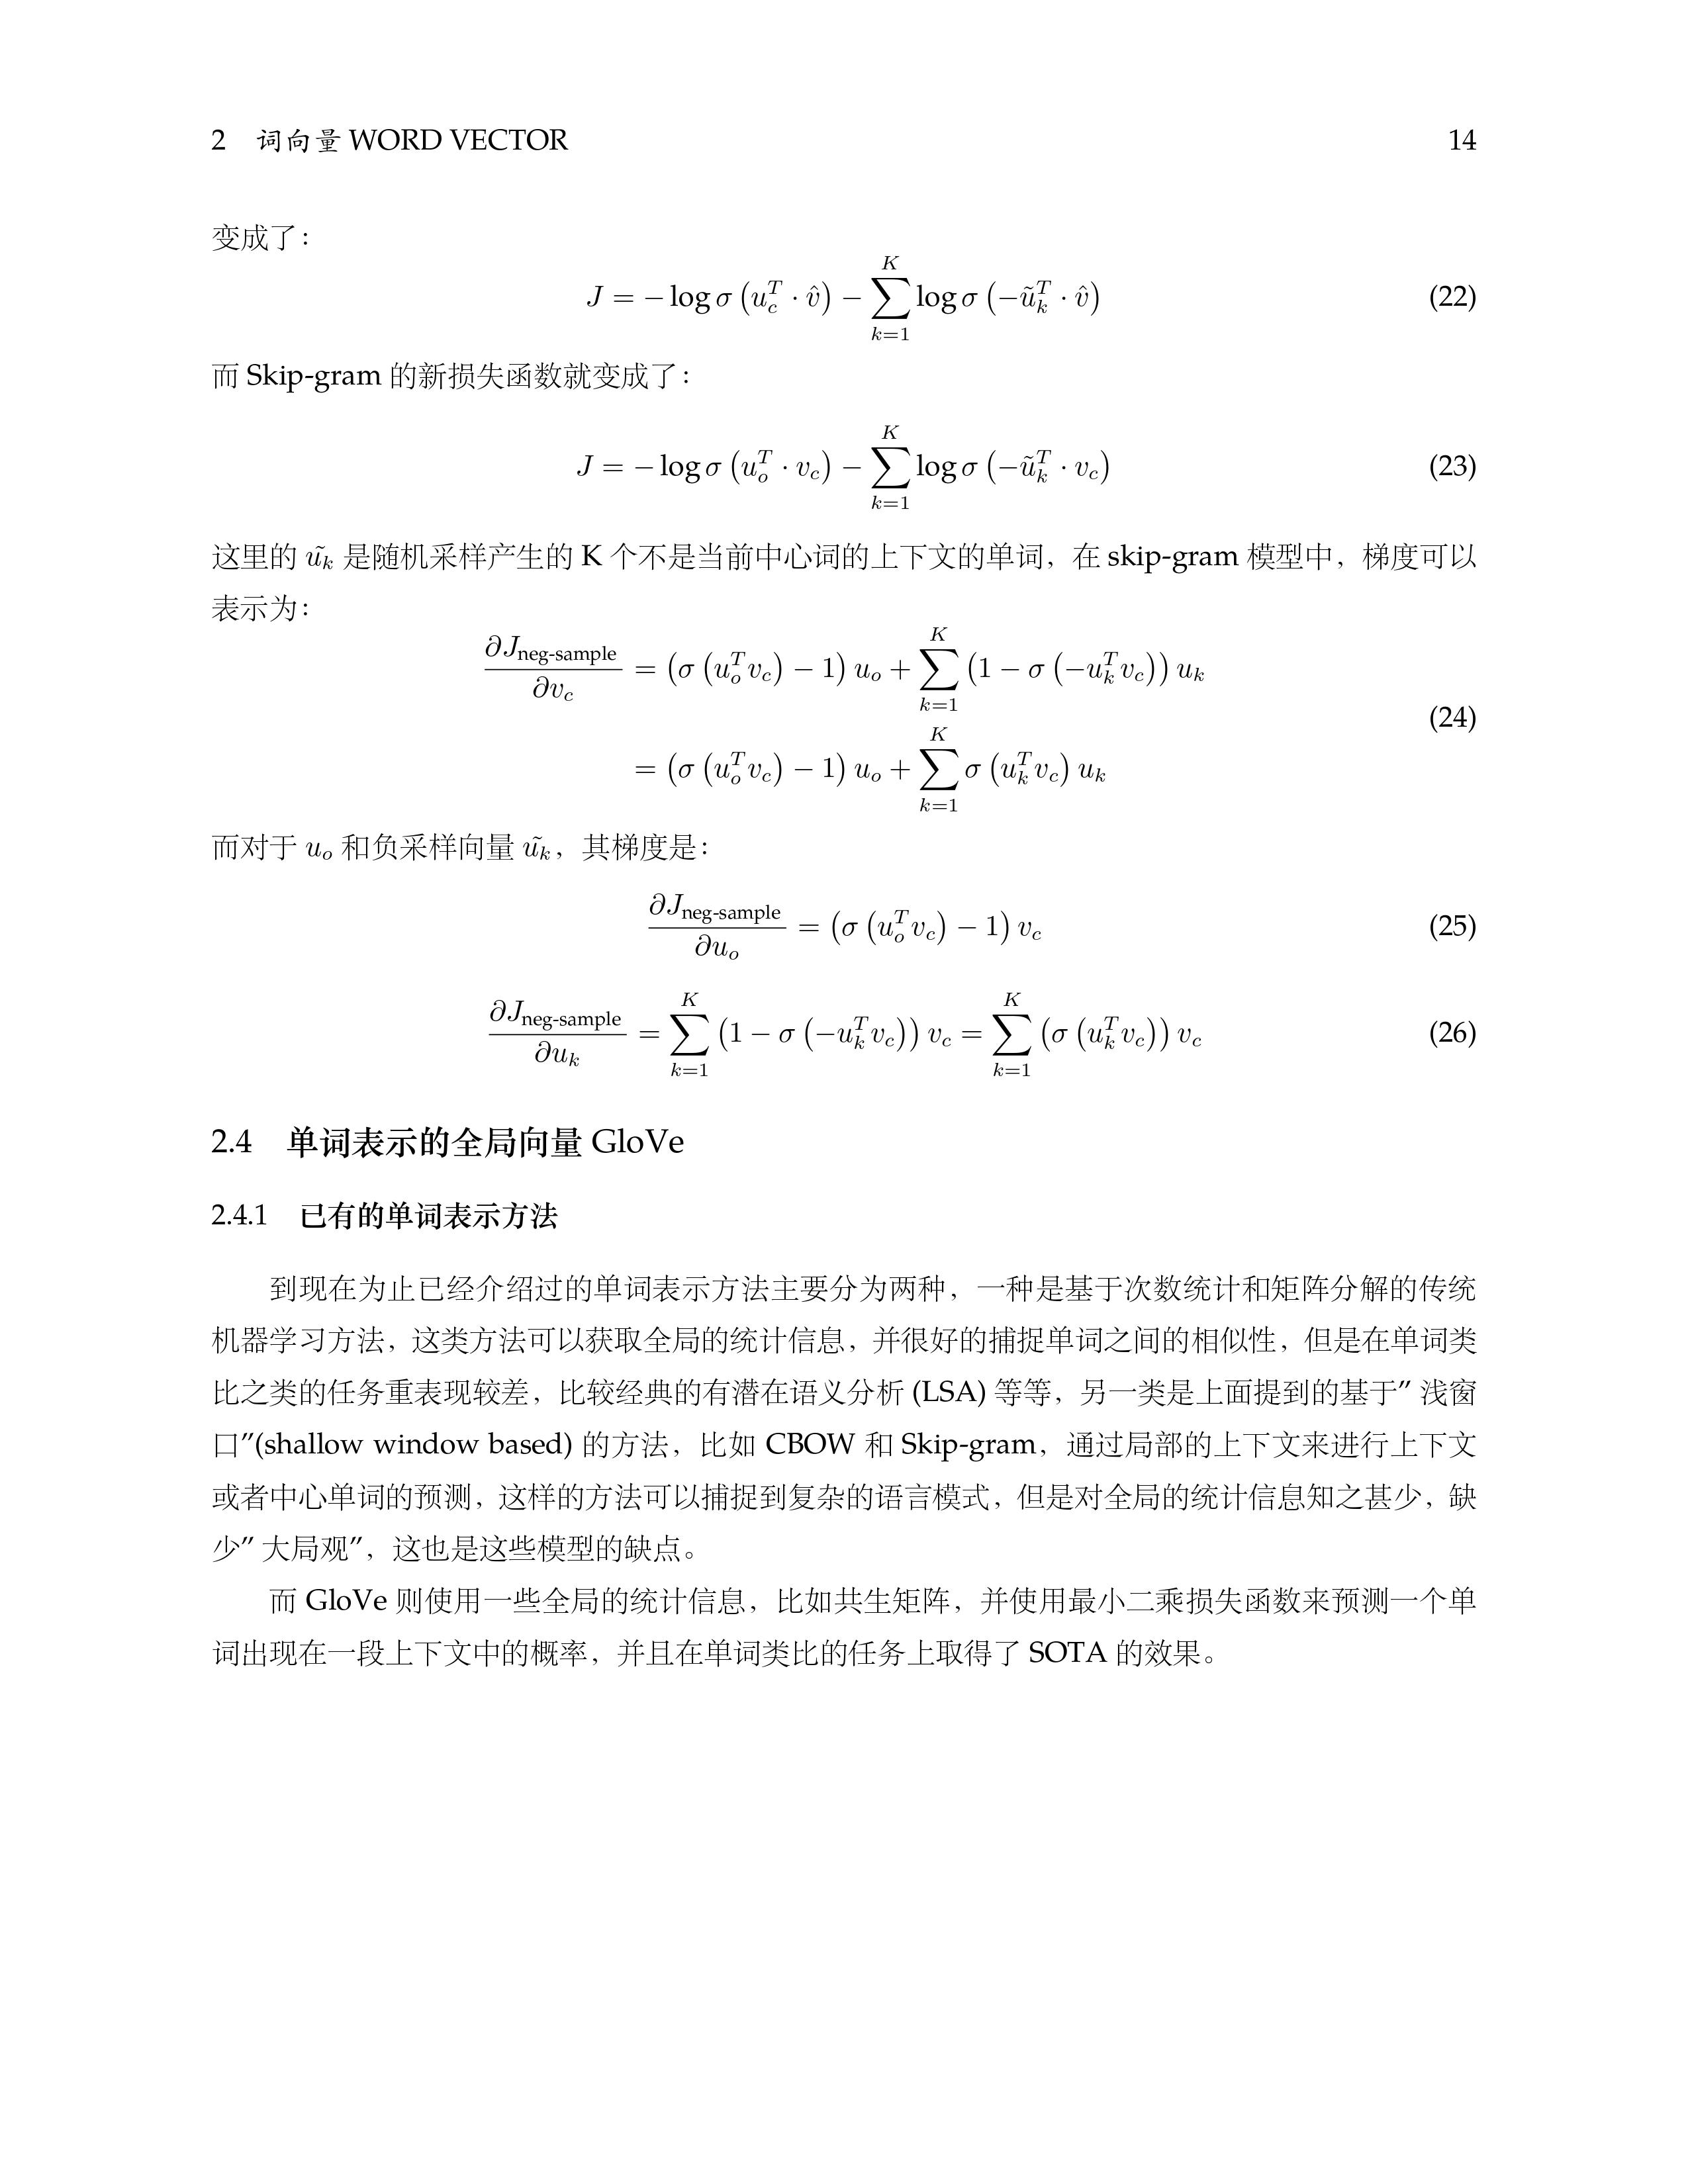 2 词向量 WORD VECTOR 14
变成了：
$$J = -\log \sigma \left(u_c^T \cdot \hat{v}\right) - \sum_{k=1}^{K} \log \sigma \left(-\tilde{u}_k^T \cdot \hat{v}\right) \quad (22)$$
而 Skip-gram 的新损失函数就变成了：
$$J = -\log \sigma \left(u_o^T \cdot v_c\right) - \sum_{k=1}^{K} \log \sigma \left(-\tilde{u}_k^T \cdot v_c\right) \quad (23)$$
这里的 $\tilde{u_k}$ 是随机采样产生的 K 个不是当前中心词的上下文的单词，在 skip-gram 模型中，梯度可以
表示为：
$$\frac{\partial J_{\text{neg-sample}}}{\partial v_c} = \left(\sigma \left(u_o^T v_c\right) - 1\right) u_o + \sum_{k=1}^{K} \left(1 - \sigma \left(-u_k^T v_c\right)\right) u_k$$
$$= \left(\sigma \left(u_o^T v_c\right) - 1\right) u_o + \sum_{k=1}^{K} \sigma \left(u_k^T v_c\right) u_k \quad (24)$$
而对于 $u_o$ 和负采样向量 $\tilde{u_k}$，其梯度是：
$$\frac{\partial J_{\text{neg-sample}}}{\partial u_o} = \left(\sigma \left(u_o^T v_c\right) - 1\right) v_c \quad (25)$$
$$\frac{\partial J_{\text{neg-sample}}}{\partial u_k} = \sum_{k=1}^{K} \left(1 - \sigma \left(-u_k^T v_c\right)\right) v_c = \sum_{k=1}^{K} \left(\sigma \left(u_k^T v_c\right)\right) v_c \quad (26)$$
2.4 单词表示的全局向量 GloVe
2.4.1 已有的单词表示方法
到现在为止已经介绍过的单词表示方法主要分为两种，一种是基于次数统计和矩阵分解的传统
机器学习方法，这类方法可以获取全局的统计信息，并很好的捕捉单词之间的相似性，但是在单词类
比之类的任务重表现较差，比较经典的有潜在语义分析 (LSA) 等等，另一类是上面提到的基于” 浅窗
口”(shallow window based) 的方法，比如 CBOW 和 Skip-gram，通过局部的上下文来进行上下文
或者中心单词的预测，这样的方法可以捕捉到复杂的语言模式，但是对全局的统计信息知之甚少，缺
少” 大局观”，这也是这些模型的缺点。
而 GloVe 则使用一些全局的统计信息，比如共生矩阵，并使用最小二乘损失函数来预测一个单
词出现在一段上下文中的概率，并且在单词类比的任务上取得了 SOTA 的效果。